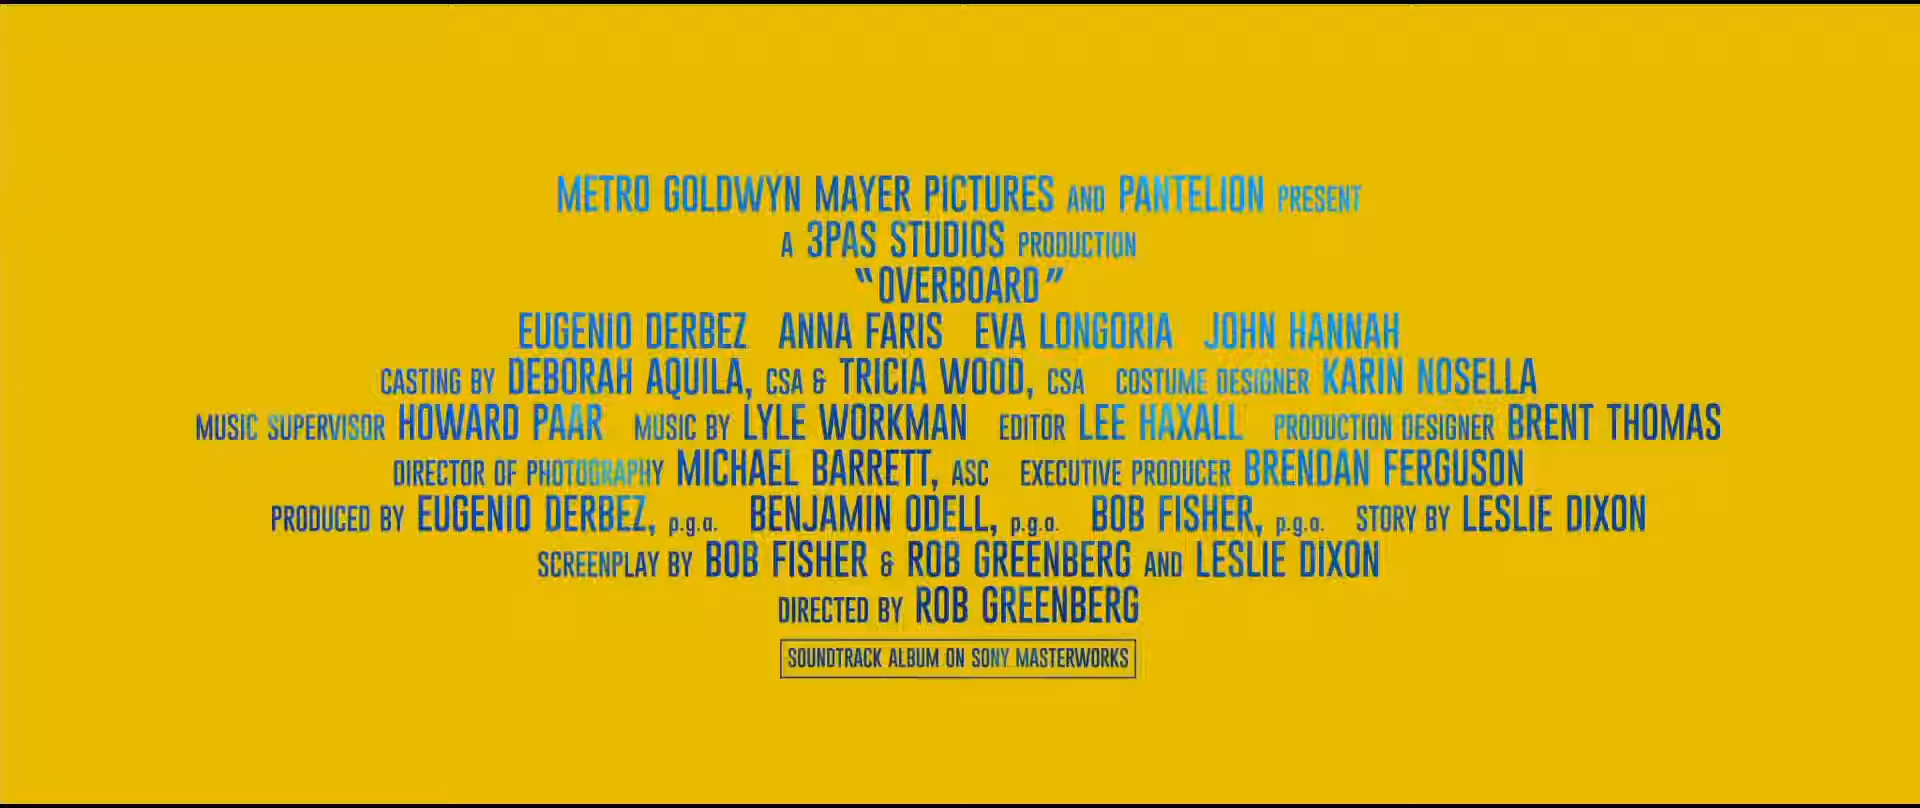 METRO GOLDWYN MAYER PICTURES AND PANTELION PRESENT
A 3PAS STUDIOS PRODUCTION
"OVERBOARD"
EUGENIO DERBEZ ANNA FARIS EVA LONGORIA JOHN HANNAH
CASTING BY DEBORAH AQUILA, CSA & TRICIA WOOD, CSA COSTUME DESIGNER KARIN NOSELLA
MUSIC SUPERVISOR HOWARD PAAR MUSIC BY LYLE WORKMAN EDITOR LEE HAXALL PRODUCTION DESIGNER BRENT THOMAS
DIRECTOR OF PHOTOGRAPHY MICHAEL BARRETT, ASC EXECUTIVE PRODUCER BRENDAN FERGUSON
PRODUCED BY EUGENIO DERBEZ, p.g.a. BENJAMIN ODELL, p.g.a. BOB FISHER, p.g.a. STORY BY LESLIE DIXON
SCREENPLAY BY BOB FISHER & ROB GREENBERG AND LESLIE DIXON
DIRECTED BY ROB GREENBERG
SOUNDTRACK ALBUM ON SONY MASTERWORKS